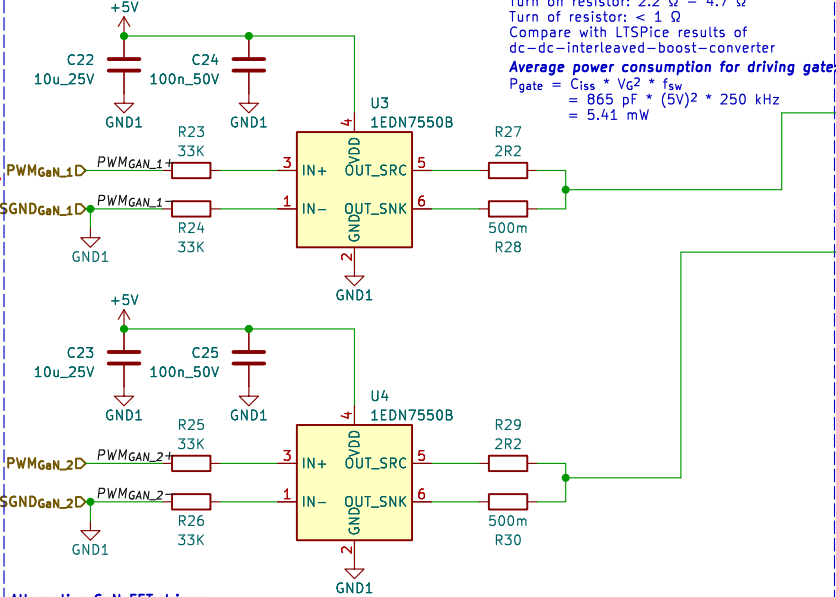 Turn on resistor: 2.2 Ω – 4.7 Ω
Turn of resistor: < 1 Ω
Compare with LTSPice results of
dc-dc-interleaved-boost-converter
Average power consumption for driving gate
Pgate = Ciss * VG² * fsw
= 865 pF * (5V)² * 250 kHz
= 5.41 mW
+5V
C22
10u_25V
C24
100n_50V
GND1
GND1
U3
1EDN7550B
4
VDD
R23
33K
PWMGaN_1
PWMGAN_1+
3
IN+
OUT_SRC
5
R27
2R2
SGNDGaN_1
PWMGAN_1-
1
IN-
OUT_SNK
6
500m
R28
R24
33K
GND1
GND
2
GND1
+5V
C23
10u_25V
C25
100n_50V
GND1
GND1
U4
1EDN7550B
4
VDD
R25
33K
PWMGaN_2
PWMGAN_2+
3
IN+
OUT_SRC
5
R29
2R2
SGNDGaN_2
PWMGAN_2-
1
IN-
OUT_SNK
6
500m
R30
R26
33K
GND1
GND
2
GND1